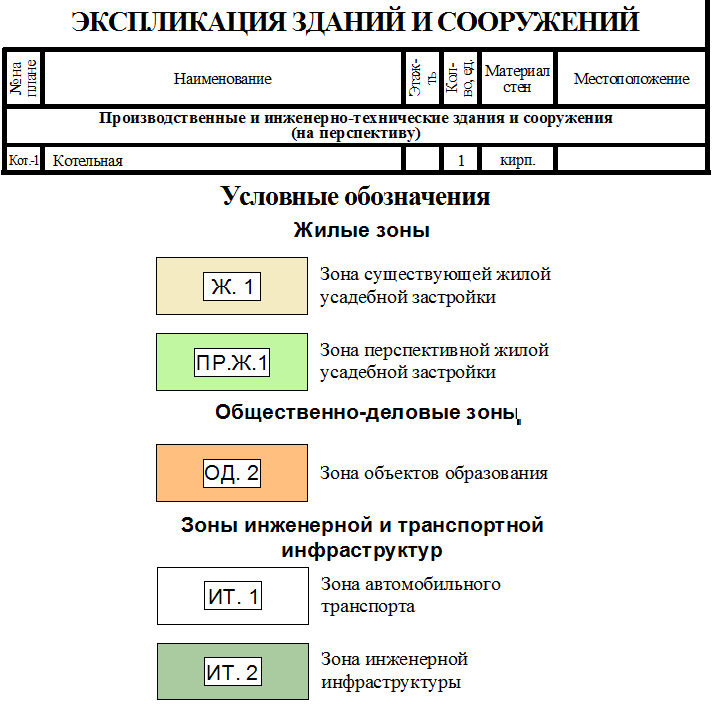 ЭКСПЛИКАЦИЯ ЗДАНИЙ И СООРУЖЕНИЙ
№ на плане
Наименование
Этаж-
ть
Кол-
во, ед.
Материал
стен
Местоположение
Производственные и инженерно-технические здания и сооружения
(на перспективу)
Кот.-1 Котельная 1 кирп.
Условные обозначения
Жилые зоны
Ж. 1
Зона существующей жилой
усадебной застройки
ПР.Ж.1
Зона перспективной жилой
усадебной застройки
Общественно-деловые зоны
ОД. 2
Зона объектов образования
Зоны инженерной и транспортной
инфраструктур
ИТ. 1
Зона автомобильного
транспорта
ИТ. 2
Зона инженерной
инфраструктуры